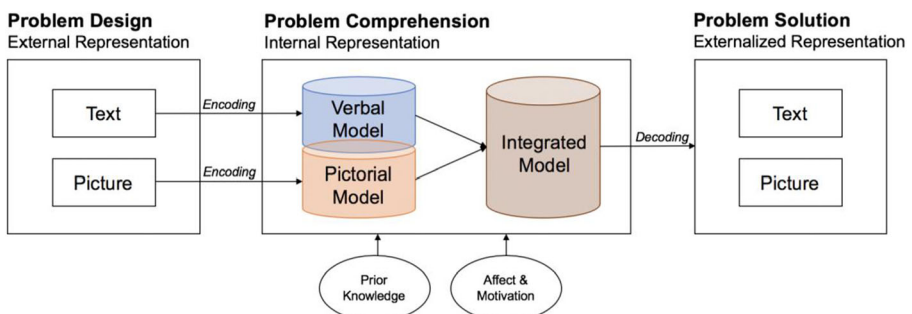 Problem Design
External Representation
Problem Comprehension
Internal Representation
Problem Solution
Externalized Representation
Text
Encoding
Verbal
Model
Picture
Encoding
Pictorial
Model
Integrated
Model
Decoding
Text
Picture
Prior
Knowledge
Affect &
Motivation